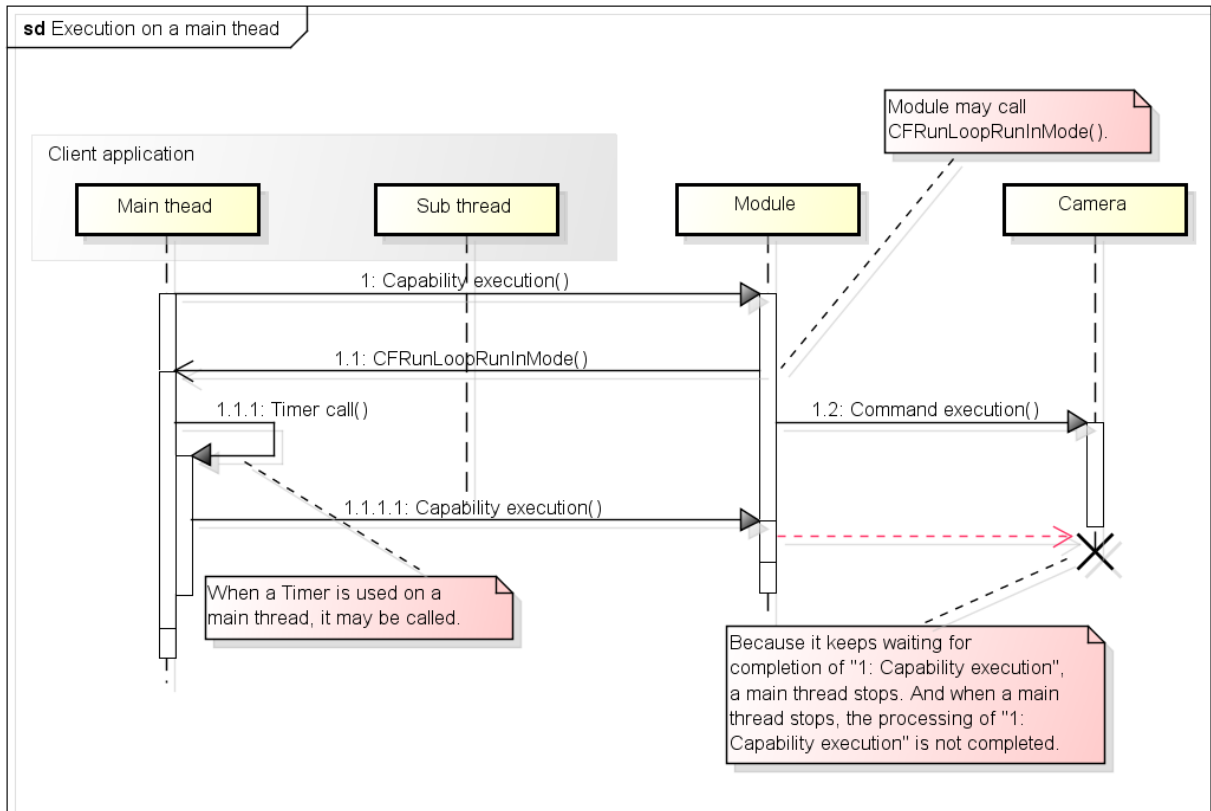 sd Execution on a main thead
Module may call
CFRunLoopRunInMode().
Client application
Main thead
Sub thread
Module
Camera
1: Capability execution()
1.1: CFRunLoopRunInMode()
1.1.1: Timer call()
1.2: Command execution()
1.1.1.1: Capability execution()
When a Timer is used on a
main thread, it may be called.
Because it keeps waiting for
completion of "1: Capability execution",
a main thread stops. And when a main
thread stops, the processing of "1:
Capability execution" is not completed.